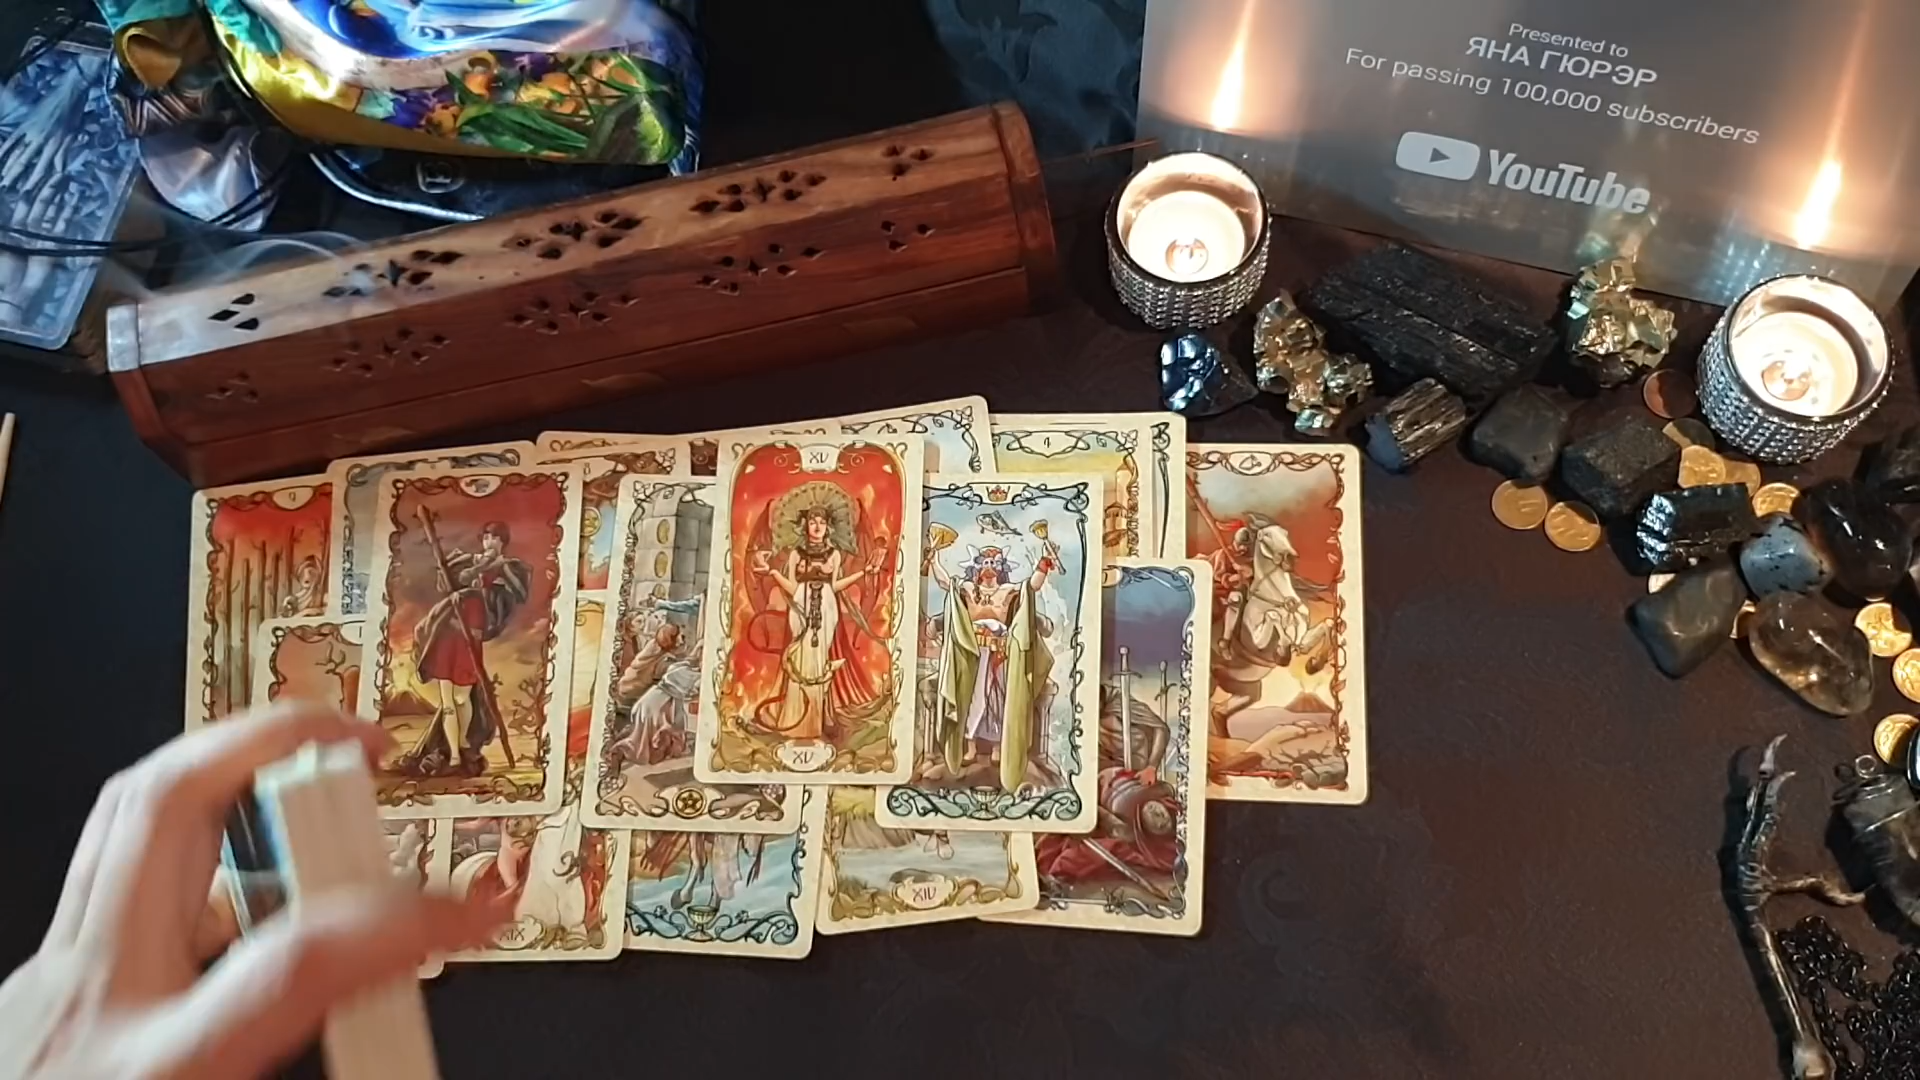 Presented to
ЯНА ГЮРЭР
For passing 100,000 subscribers
YouTube
XV
XV
XIV
XIX